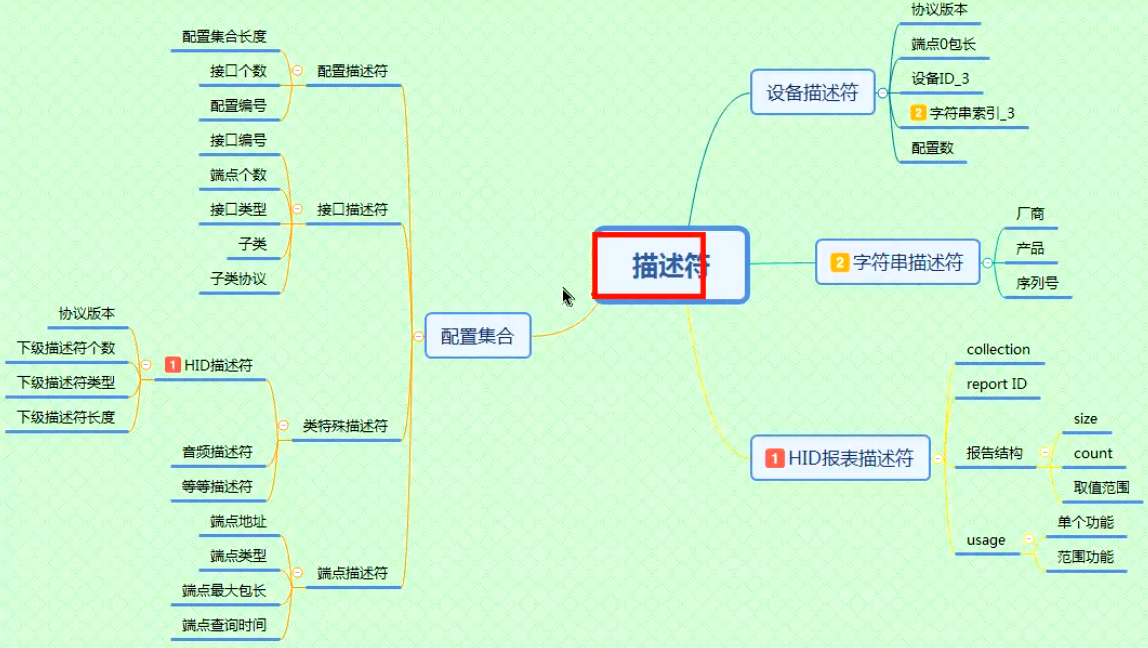 描述符
设备描述符
协议版本
端点0包长
设备ID_3
2 字符串索引_3
配置数
2 字符串描述符
厂商
产品
序列号
1 HID报表描述符
collection
report ID
报告结构
size
count
取值范围
usage
单个功能
范围功能
配置集合
配置描述符
配置集合长度
接口个数
配置编号
接口描述符
接口编号
端点个数
接口类型
子类
子类协议
类特殊描述符
1 HID描述符
协议版本
下级描述符个数
下级描述符类型
下级描述符长度
音频描述符
等等描述符
端点描述符
端点地址
端点类型
端点最大包长
端点查询时间